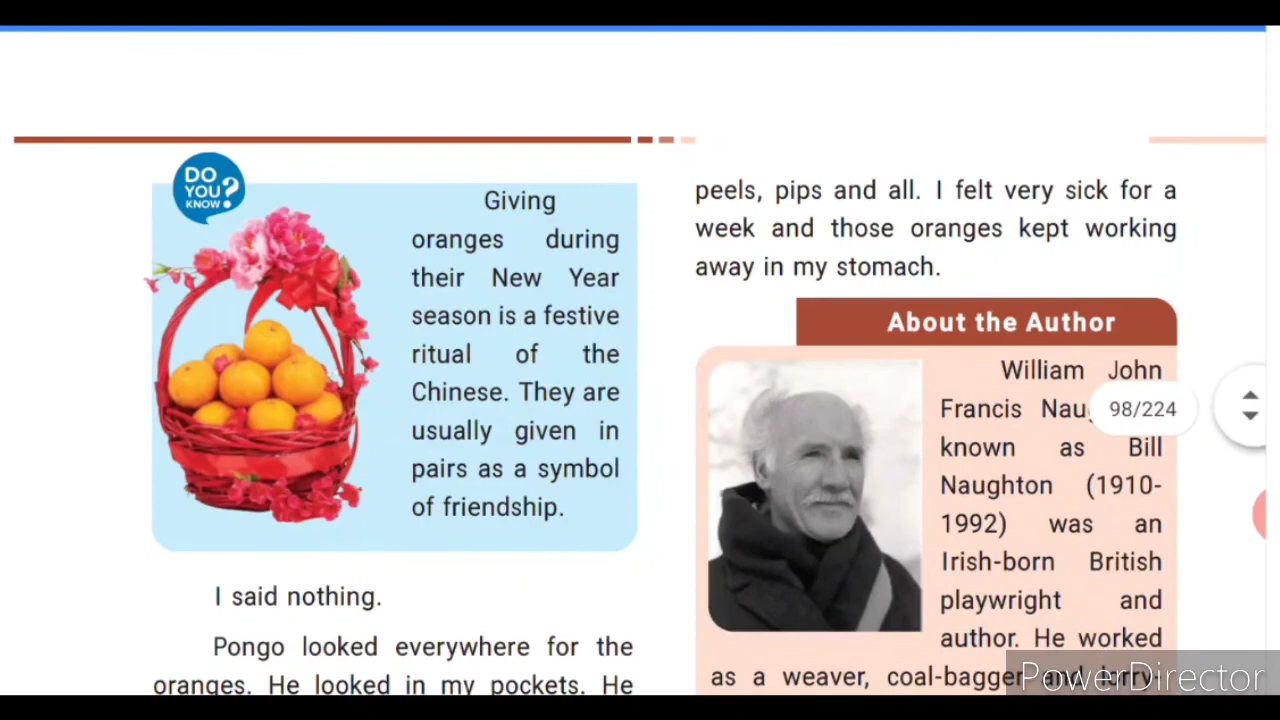 DO
YOU
KNOW
?
Giving
oranges during
their New Year
season is a festive
ritual of the
Chinese. They are
usually given in
pairs as a symbol
of friendship.
I said nothing.
Pongo looked everywhere for the
oranges. He looked in my pockets. He
peels, pips and all. I felt very sick for a
week and those oranges kept working
away in my stomach.
About the Author
William John
Francis
known as Bill
Naughton (1910-
1992) was an
Irish-born British
playwright and
author. He worked
as a weaver, coal-bagger and lorry-
98/224
PowerDirector